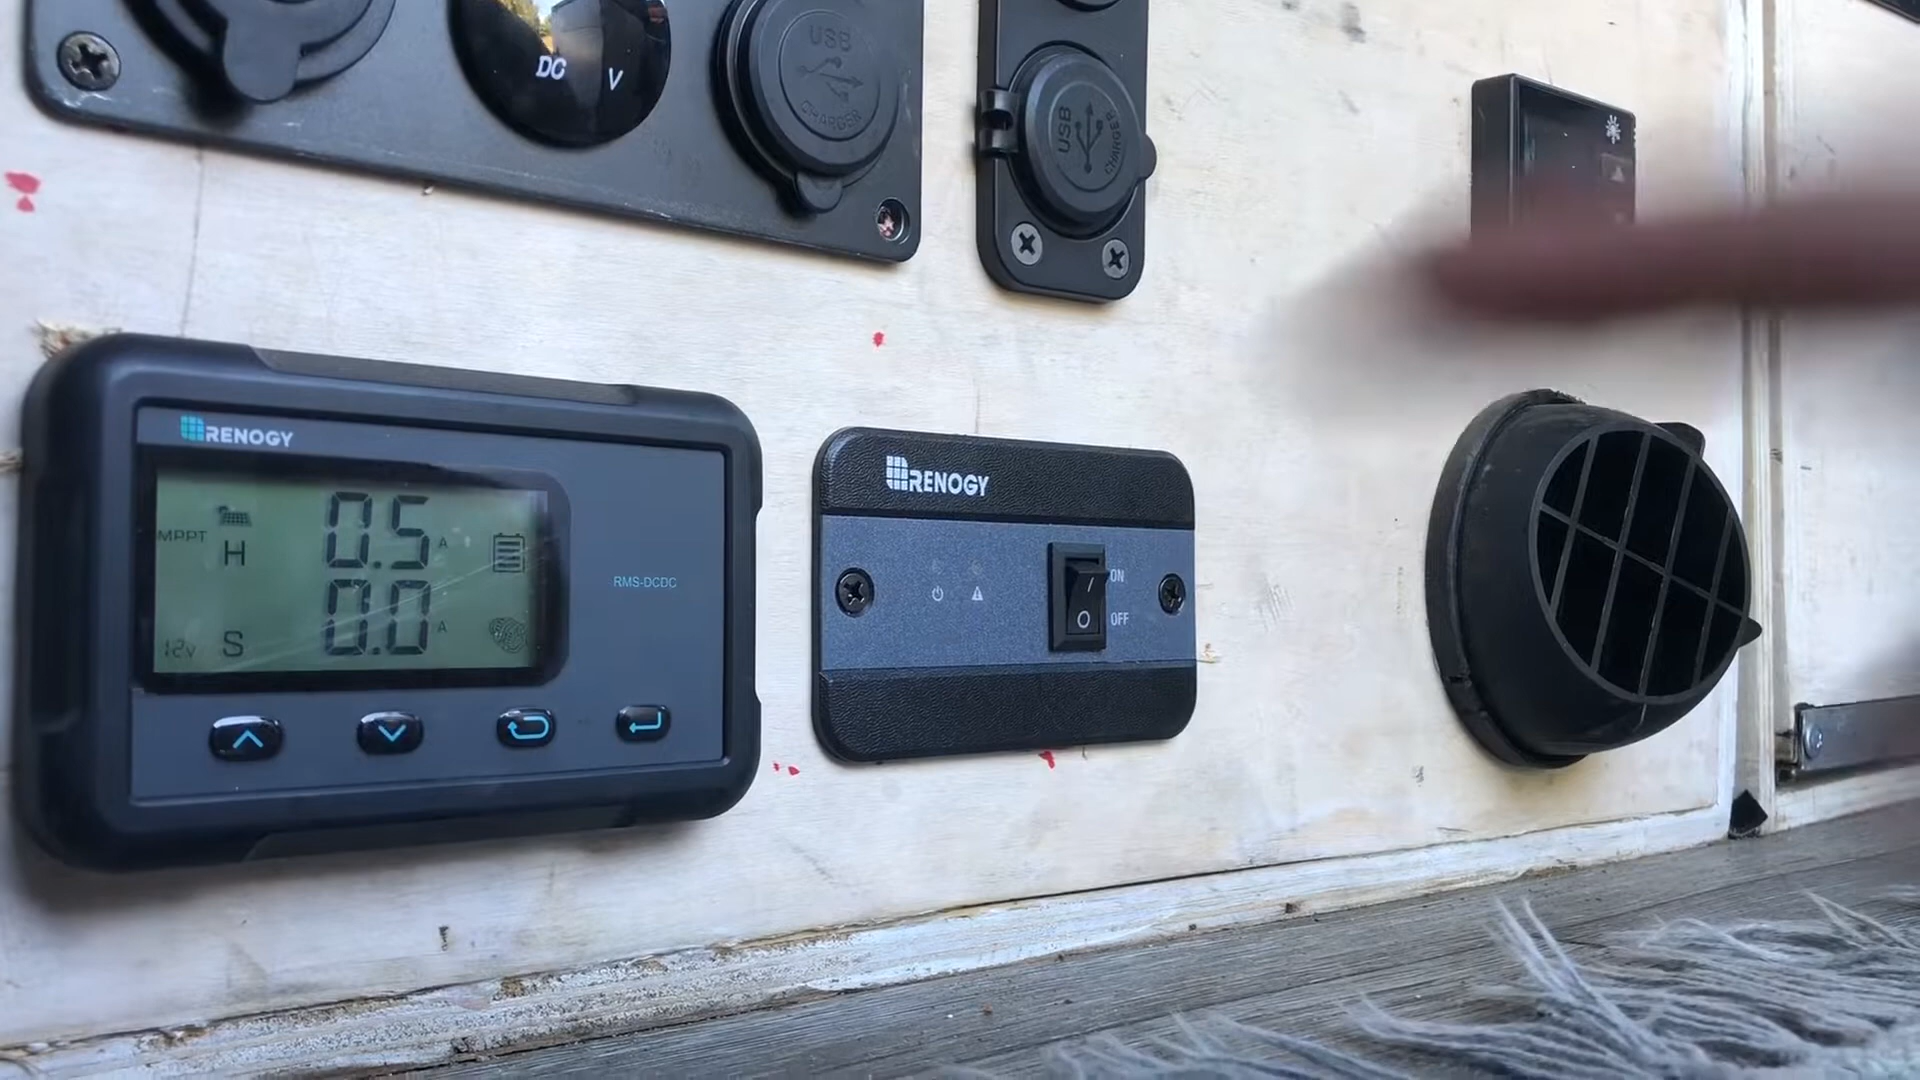 DC V
USB
CHARGER
USB
CHARGER
RENOGY
MPPT
H 0.5 A
0.0 A
12v S
RMS-DCDC
RENOGY
ON
OFF